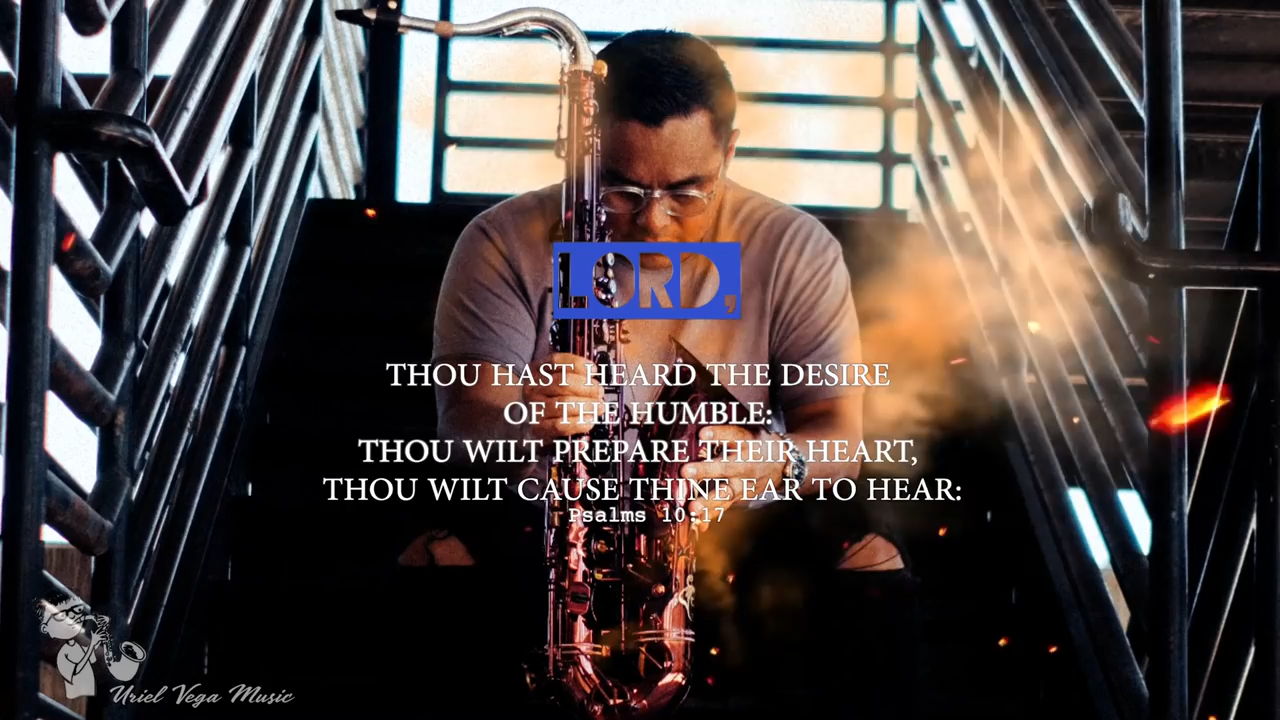 LORD,
THOU HAST HEARD THE DESIRE
OF THE HUMBLE:
THOU WILT PREPARE THEIR HEART,
THOU WILT CAUSE THINE EAR TO HEAR:
Psalms 10:17
Uriel Vega Music